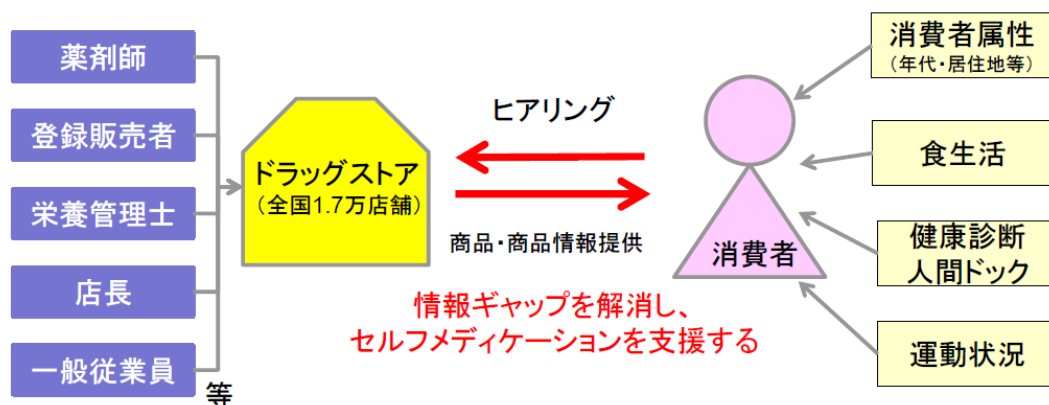 薬剤師
登録販売者
栄養管理士
店長
一般従業員
等
ドラッグストア
（全国1.7万店舗）
ヒアリング
商品・商品情報提供
情報ギャップを解消し、
セルフメディケーションを支援する
消費者
消費者属性
（年代・居住地等）
食生活
健康診断
人間ドック
運動状況